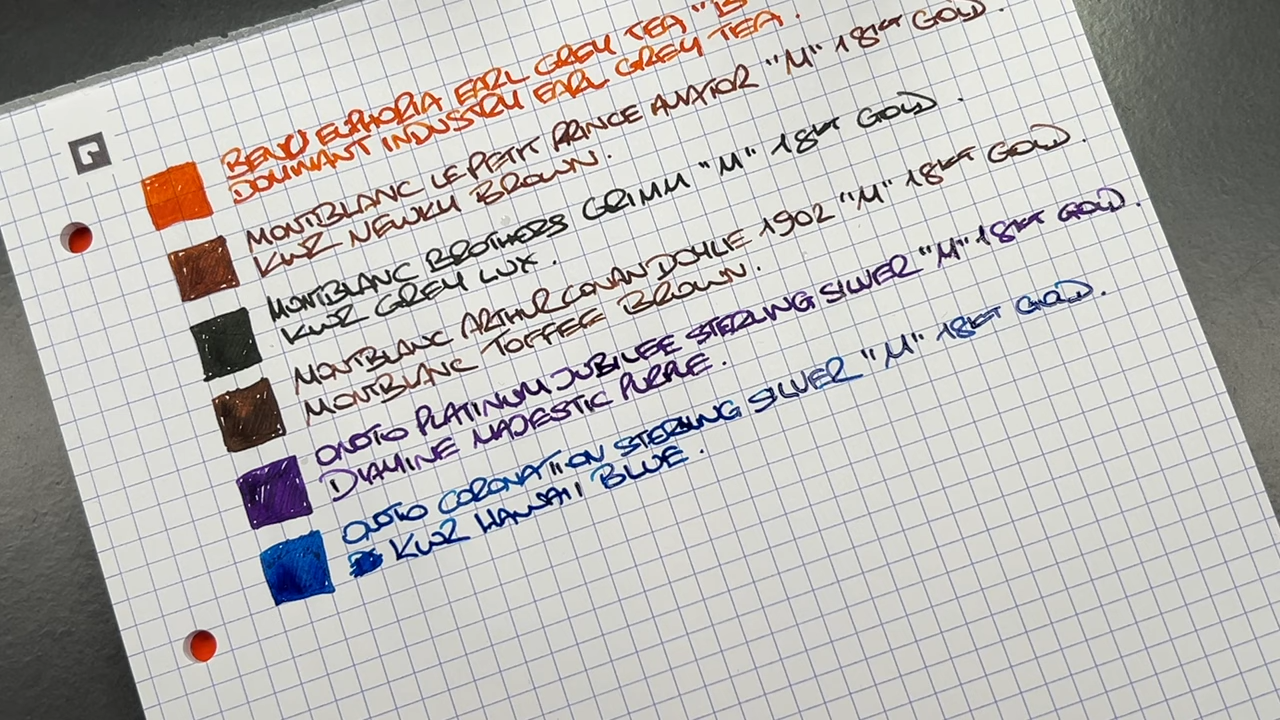 BENU EUPHORIA EARL GREY TEA "B
DOMINANT INDUSTRY EARL GREY TEA.
MONTBLANC LE PETIT PRINCE AVIATOR "M" 18KT GOLD.
KWZ NEWKY BROWN.
MONTBLANC BROTHERS GRIMM "M" 18KT GOLD.
KWZ GREY LUX.
MONTBLANC ARTHUR CONAN DOYLE 1902 "M" 18KT GOLD.
MONTBLANC TOFFEE BROWN.
ONOTO PLATINUM JUBILEE STERLING SILVER "M" 18KT GOLD.
DIAMINE MAJESTIC PURPLE.
ONOTO CORONATION STERLING SILVER "M" 18KT GOLD.
KWZ HAWAII BLUE.